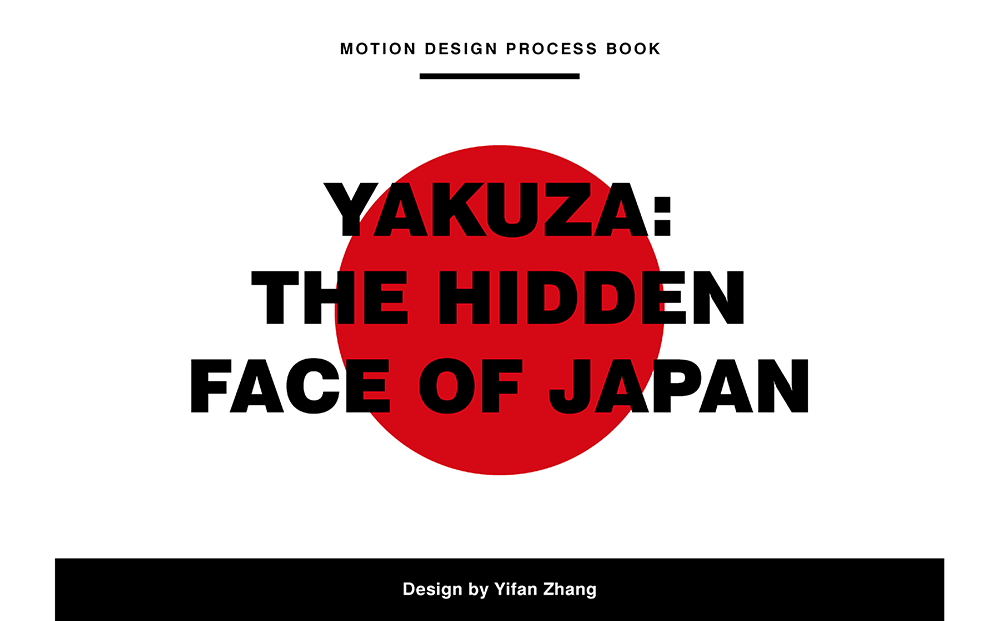 MOTION DESIGN PROCESS BOOK
YAKUZA:
THE HIDDEN
FACE OF JAPAN
Design by Yifan Zhang